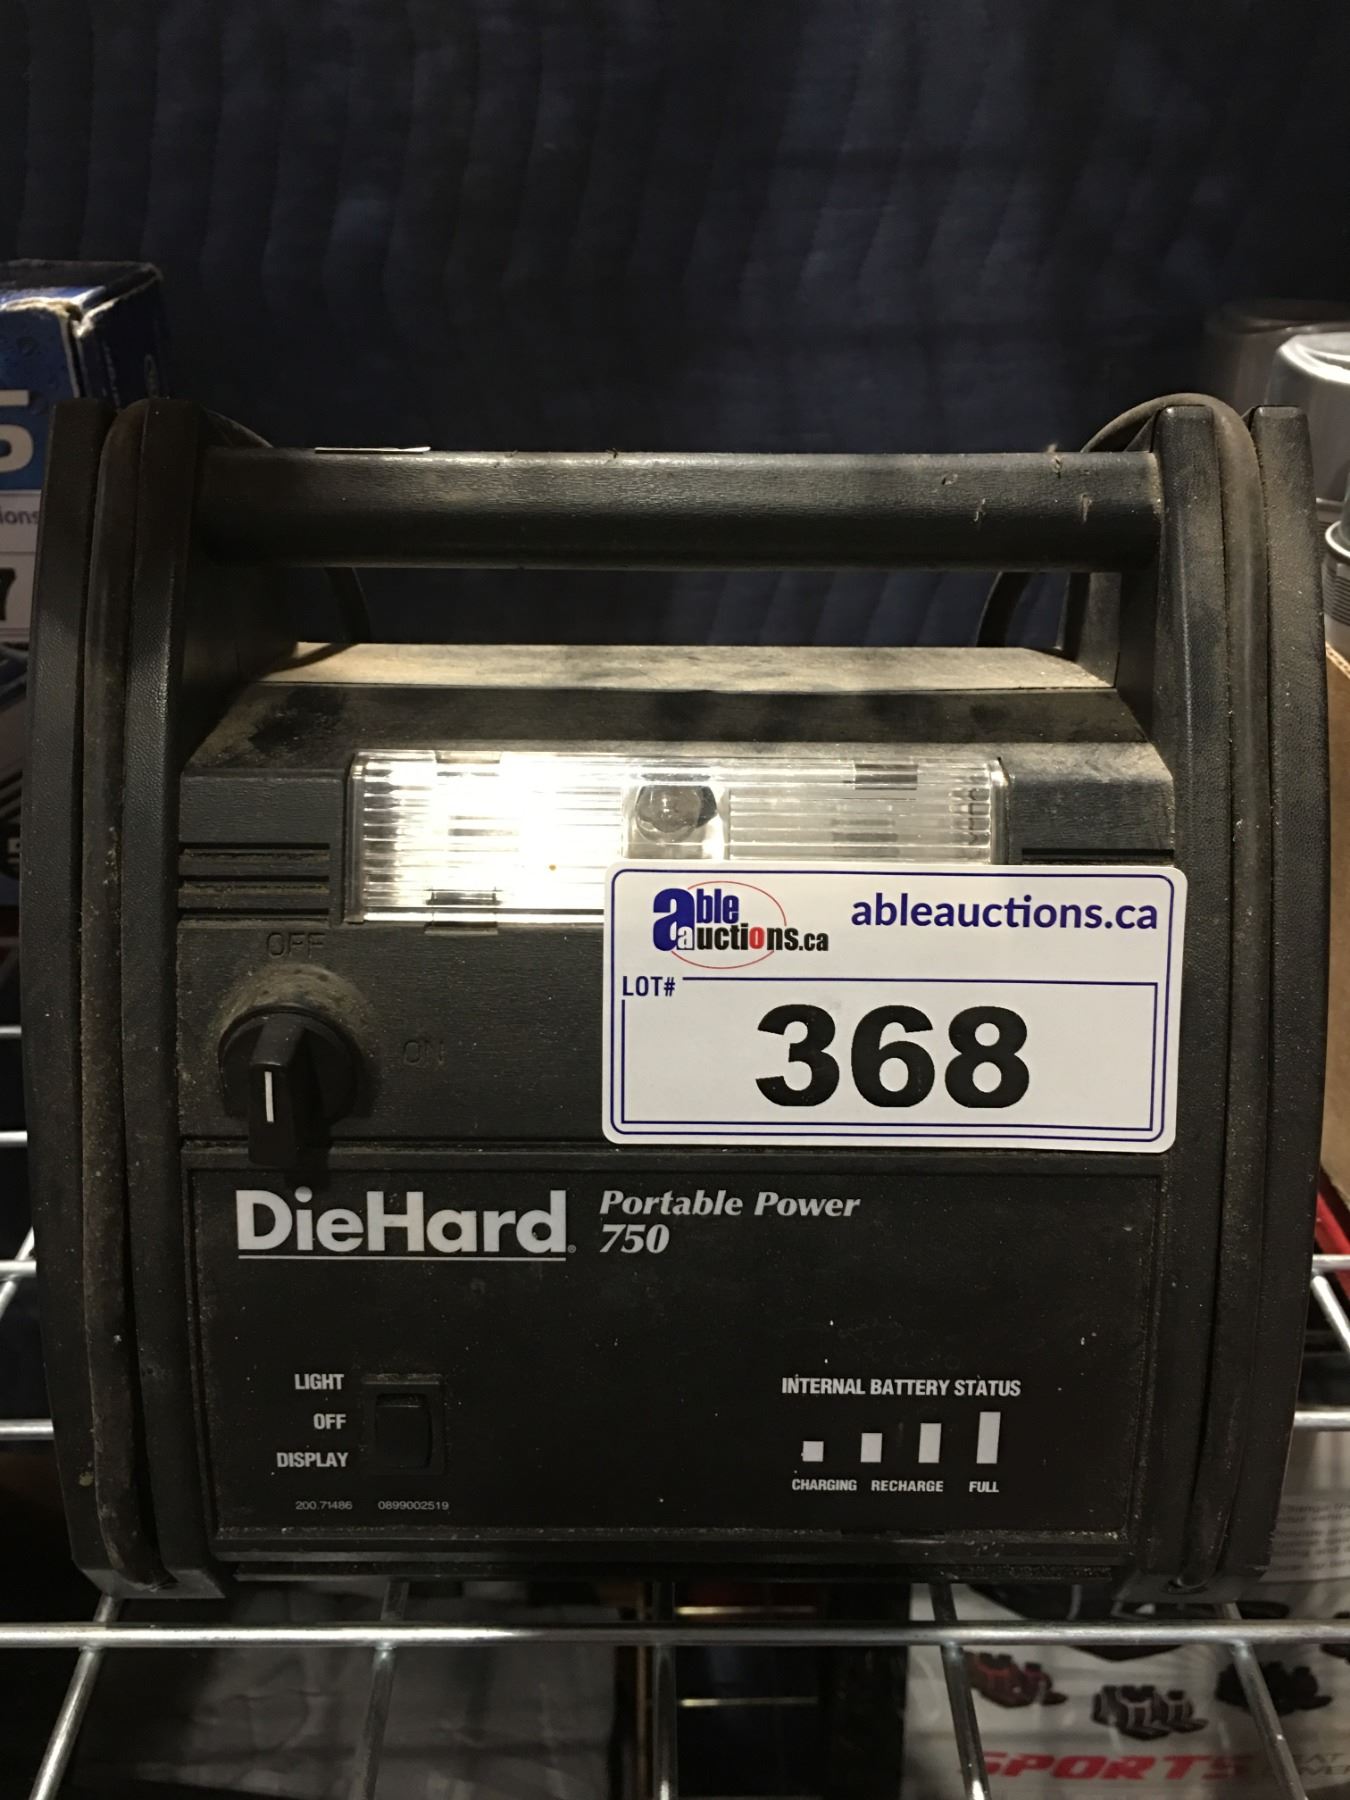 ions
OFF
ON
able auctions.ca
ableauctions.ca
LOT#
368
DieHard® Portable Power
750
LIGHT
OFF
DISPLAY
200.71486 0899002519
INTERNAL BATTERY STATUS
CHARGING RECHARGE FULL
SPORTS